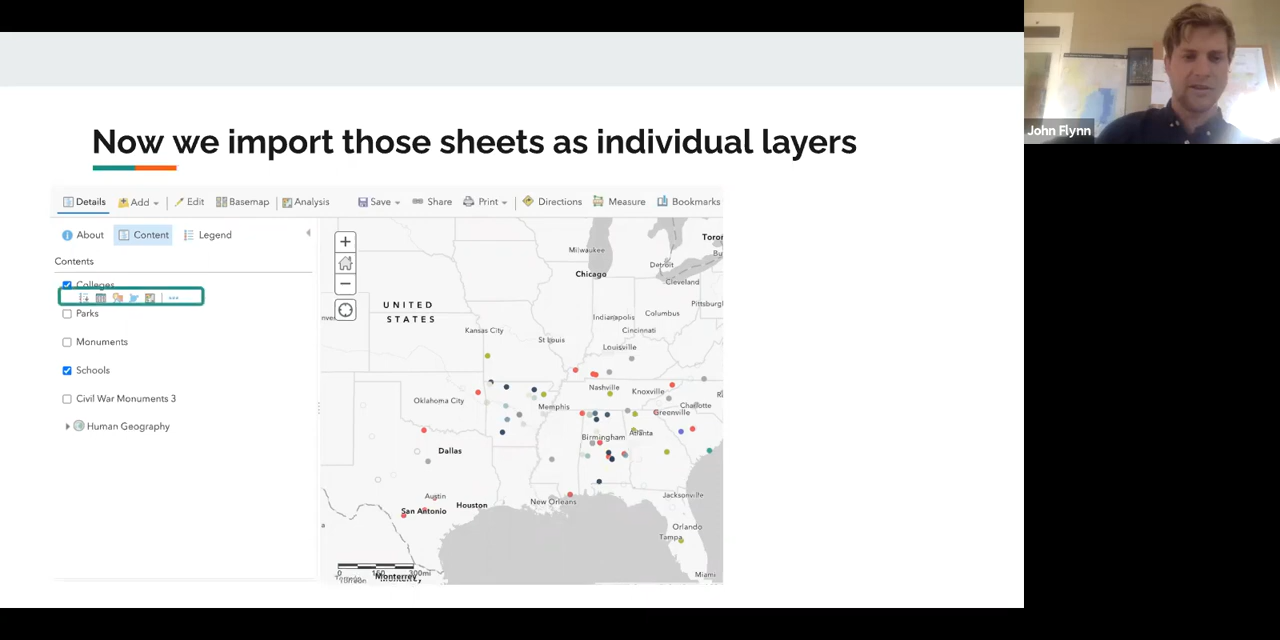 Now we import those sheets as individual layers
Details Add Edit Basemap Analysis Save Share Print Directions Measure Bookmarks
About Content Legend
Contents
Colleges
Parks
Monuments
Schools
Civil War Monuments 3
Human Geography
Milwaukee
Detroit
Chicago
Cleveland
UNITED
STATES
Pittsburgh
Indianapolis
Columbus
Kansas City
Cincinnati
St Louis
Louisville
Nashville
Knoxville
Oklahoma City
Memphis
Charlotte
Greenville
Birmingham
Atlanta
Dallas
Austin
New Orleans
Jacksonville
Houston
San Antonio
Orlando
Tampa
Miami
0 150 300mi
Monterrey
John Flynn